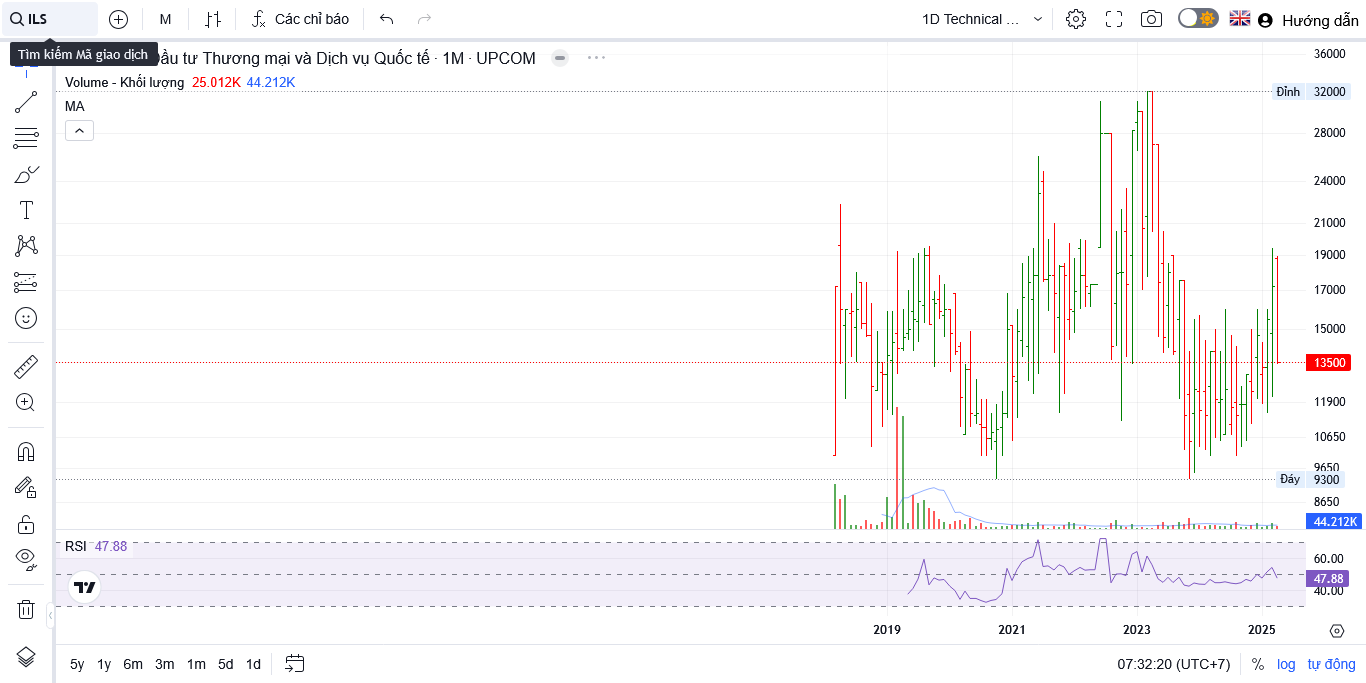 ILS
M
Các chỉ báo
1D Technical ...
Hướng dẫn
Tìm kiếm Mã giao dịch
Đầu tư Thương mại và Dịch vụ Quốc tế · 1M · UPCOM
Volume - Khối lượng 25.012K 44.212K
MA
36000
Đỉnh 32000
28000
24000
21000
19000
17000
15000
13500
11900
10650
9650
Đáy 9300
8650
44.212K
RSI 47.88
60.00
47.88
40.00
2019 2021 2023 2025
5y 1y 6m 3m 1m 5d 1d
07:32:20 (UTC+7) % log tự động